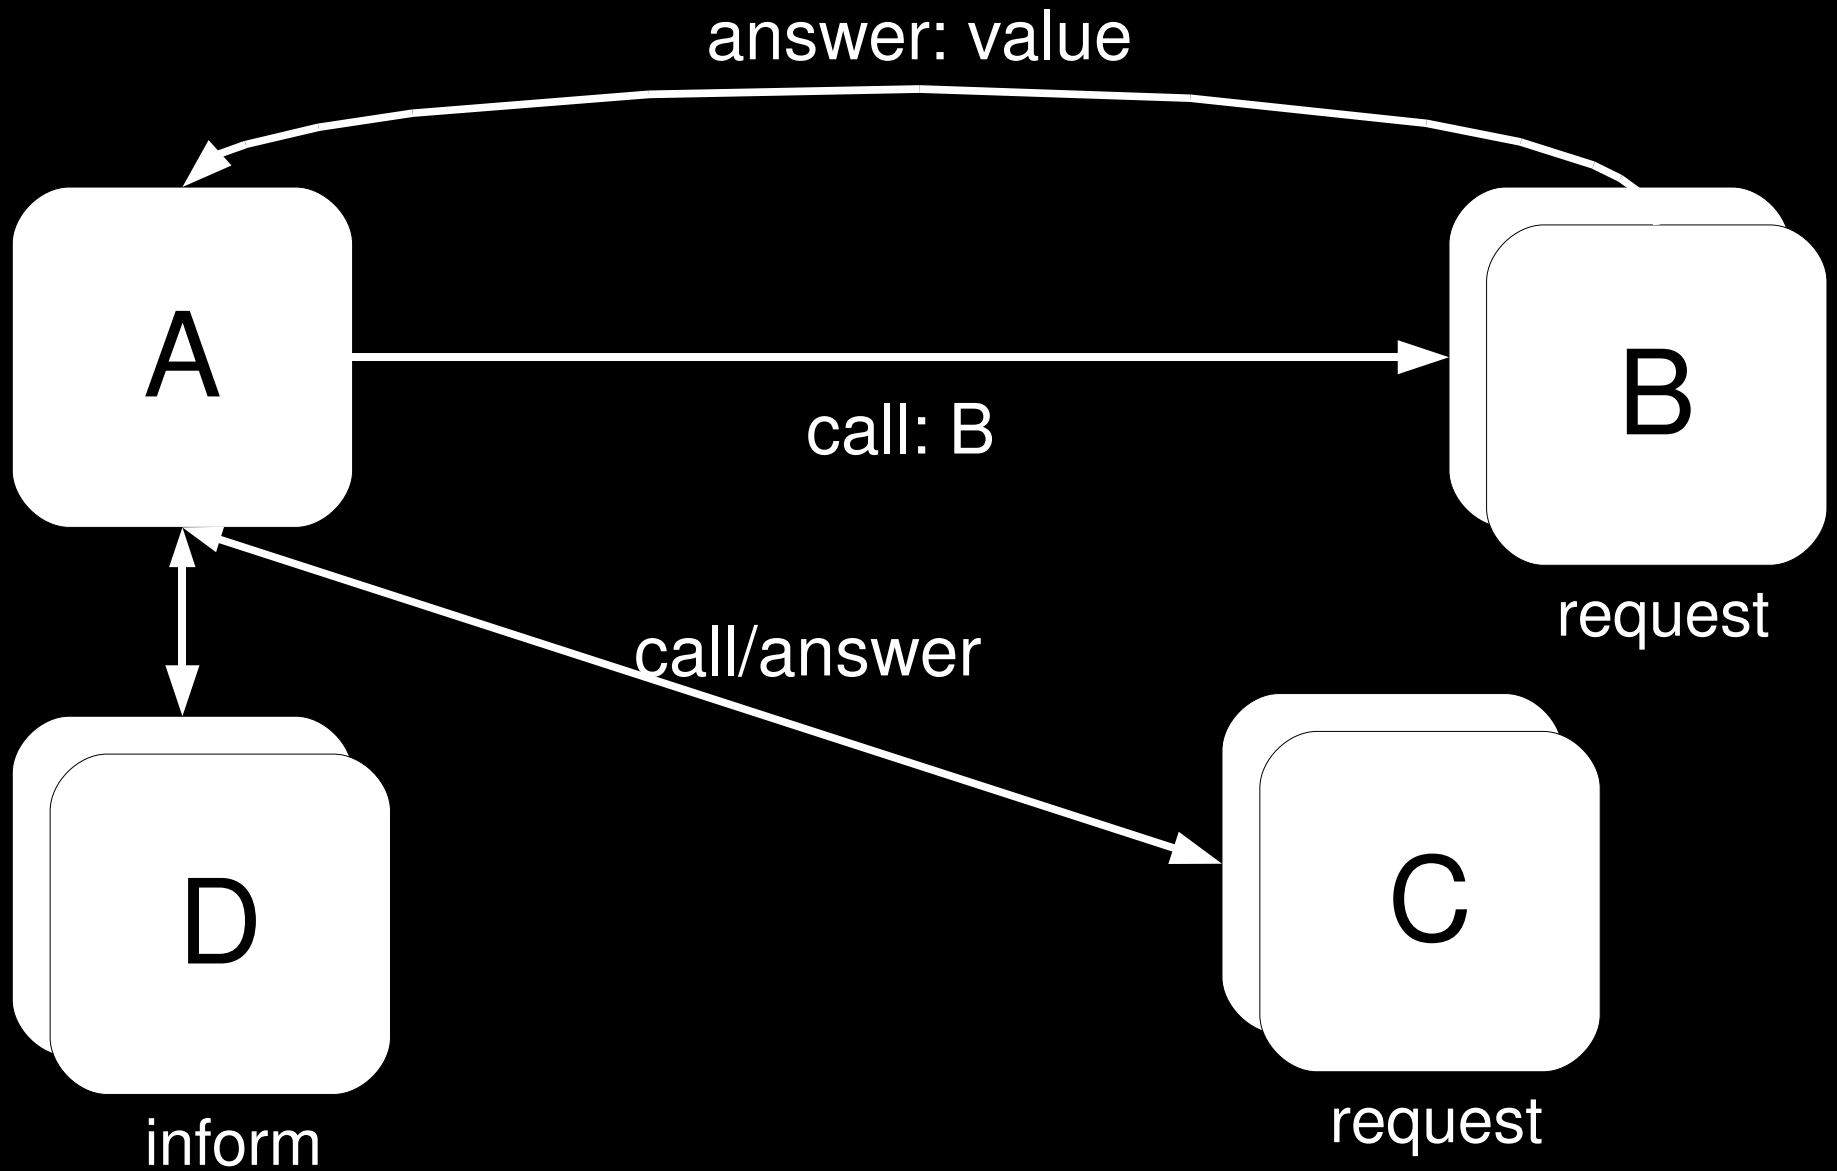 answer: value
A
B
call: B
request
call/answer
D
C
request
inform